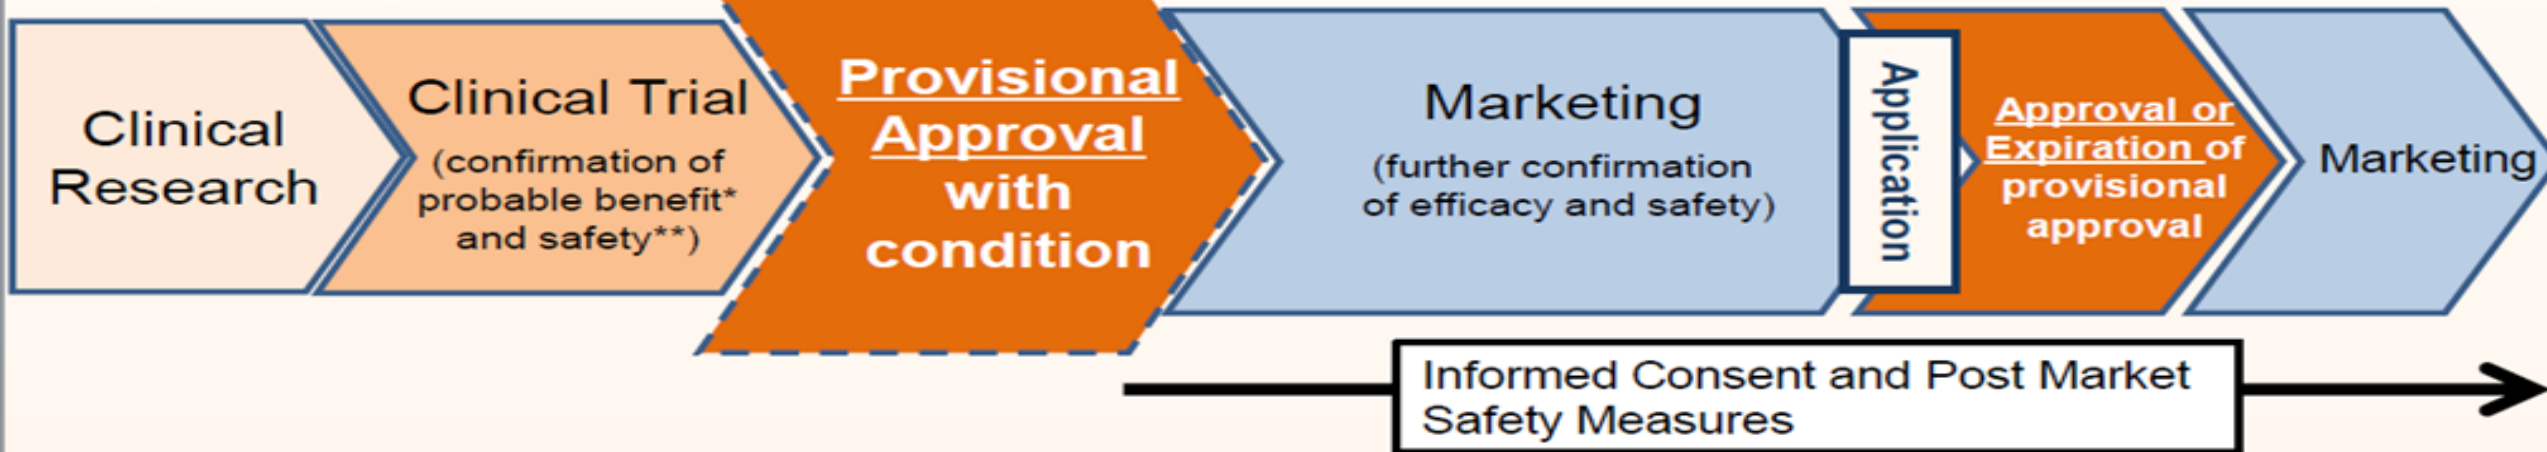 Clinical
Research
Clinical Trial
(confirmation of
probable benefit*
and safety**)
Provisional
Approval
with
condition
Marketing
(further confirmation
of efficacy and safety)
Application
Approval or
Expiration of
provisional
approval
Marketing
Informed Consent and Post Market
Safety Measures